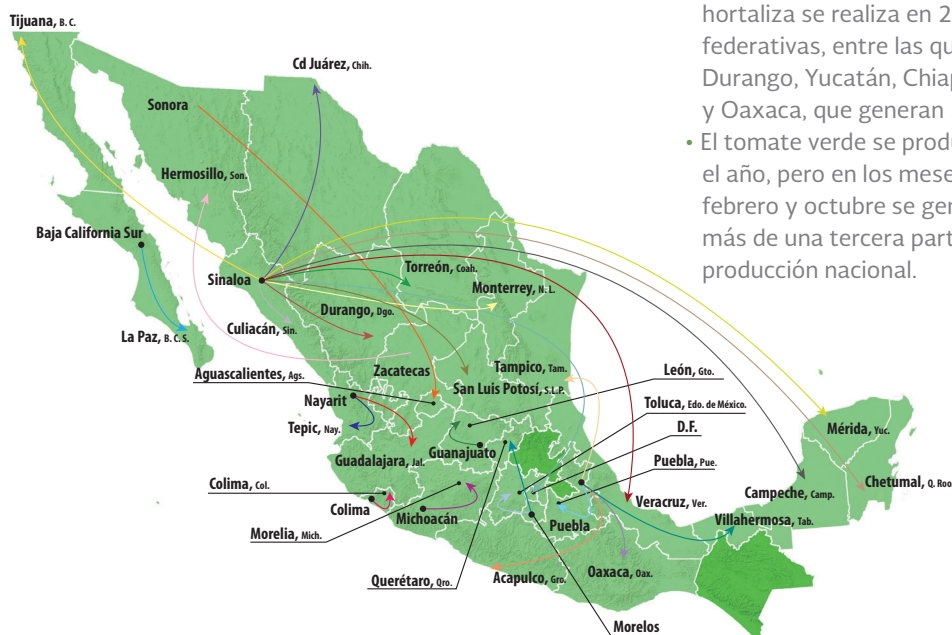 hortaliza se realiza en 2
federativas, entre las qu
Durango, Yucatán, Chiap
y Oaxaca, que generan
• El tomate verde se produ
el año, pero en los mese
febrero y octubre se ger
más de una tercera part
producción nacional.
Tijuana, B.C.
Cd Juárez, Chih.
Sonora
Hermosillo, Son.
Baja California Sur
Sinaloa
Torreón, Coah.
Monterrey, N.L.
Durango, Dgo.
Culiacán, Sin.
La Paz, B.C.S.
Zacatecas
Tampico, Tam.
Aguascalientes, Ags.
San Luis Potosí, S.L.P.
León, Gto.
Nayarit
Toluca, Edo. de México.
Tepic, Nay.
Guanajuato
D.F.
Mérida, Yuc.
Guadalajara, Jal.
Puebla, Pue.
Colima, Col.
Campeche, Camp.
Chetumal, Q. Roo
Veracruz, Ver.
Colima
Michoacán
Puebla
Villahermosa, Tab.
Morelia, Mich.
Querétaro, Qro.
Acapulco, Gro.
Oaxaca, Oax.
Morelos